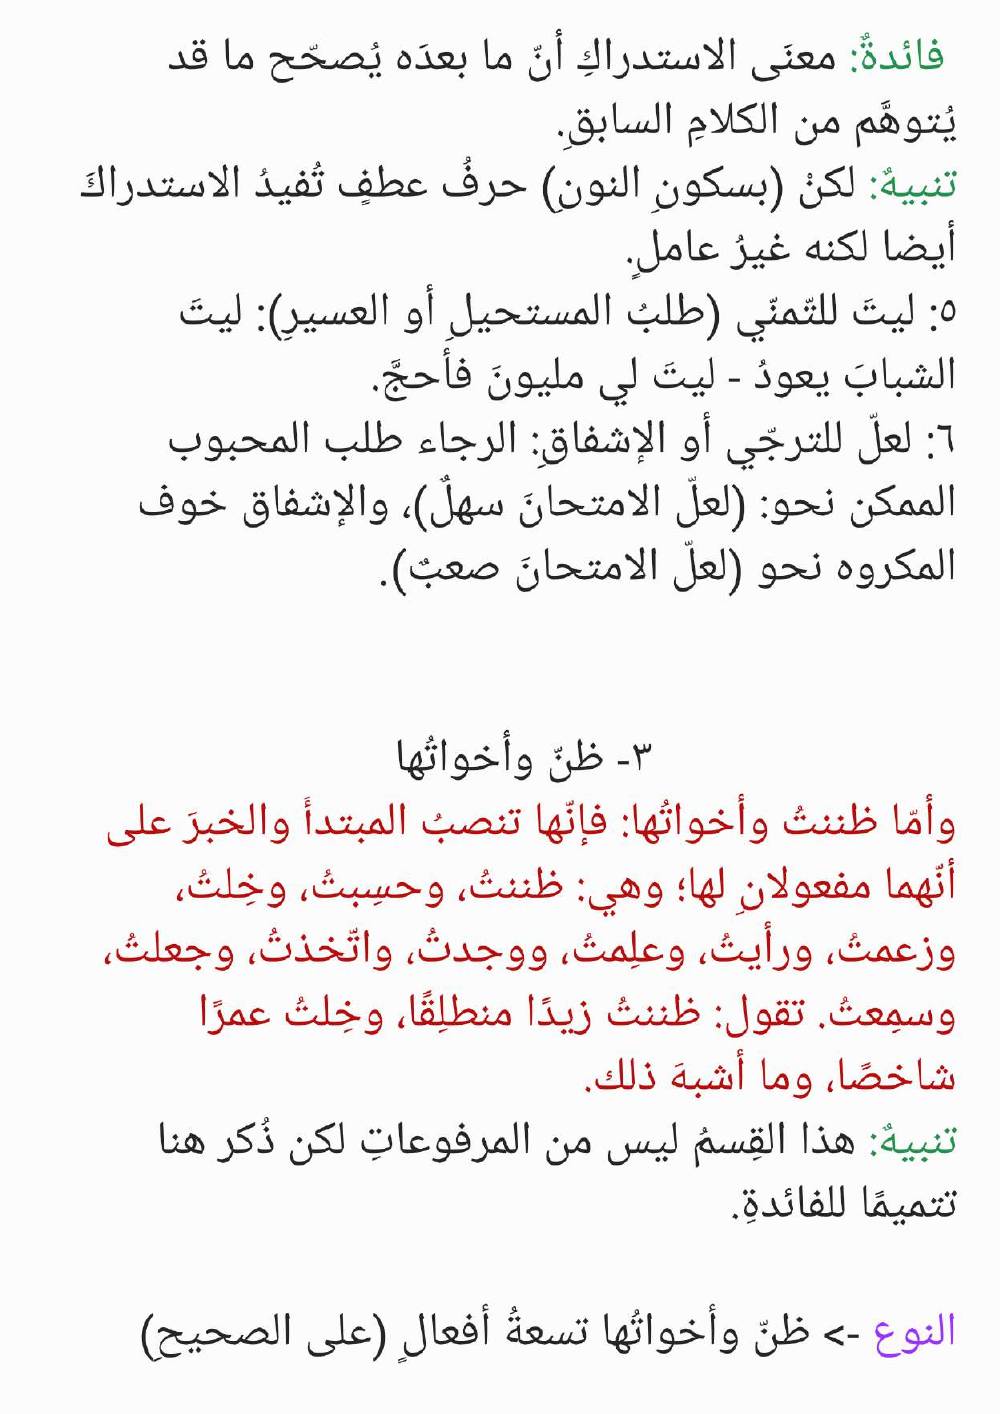 فائدةٌ: معنَى الاستدراكِ أنّ ما بعدَه يُصحّح ما قد
يُتوهَّم من الكلامِ السابقِ.
تنبيهٌ: لكنْ (بسكونِ النونِ) حرفُ عطفٍ تُفيدُ الاستدراكَ
أيضا لكنه غيرُ عاملٍ.
٥: ليتَ للتّمنّي (طلبُ المستحيلِ أو العسيرِ): ليتَ
الشبابَ يعودُ - ليتَ لي مليونَ فأحجَّ.
٦: لعلّ للترجّي أو الإشفاقِ: الرجاء طلب المحبوب
الممكن نحو: (لعلّ الامتحانَ سهلٌ)، والإشفاق خوف
المكروه نحو (لعلّ الامتحانَ صعبٌ).
٣- ظنّ وأخواتُها
وأمّا ظننتُ وأخواتُها: فإنّها تنصبُ المبتدأَ والخبرَ على
أنّهما مفعولانِ لها؛ وهي: ظننتُ، وحسِبتُ، وخِلتُ،
وزعمتُ، ورأيتُ، وعلِمتُ، ووجدتُ، واتّخذتُ، وجعلتُ،
وسمِعتُ. تقول: ظننتُ زيدًا منطلِقًا، وخِلتُ عمرًا
شاخصًا، وما أشبهَ ذلك.
تنبيهٌ: هذا القِسمُ ليس من المرفوعاتِ لكن ذُكر هنا
تتميمًا للفائدةِ.
النوع -> ظنّ وأخواتُها تسعةُ أفعالٍ (على الصحيحِ)